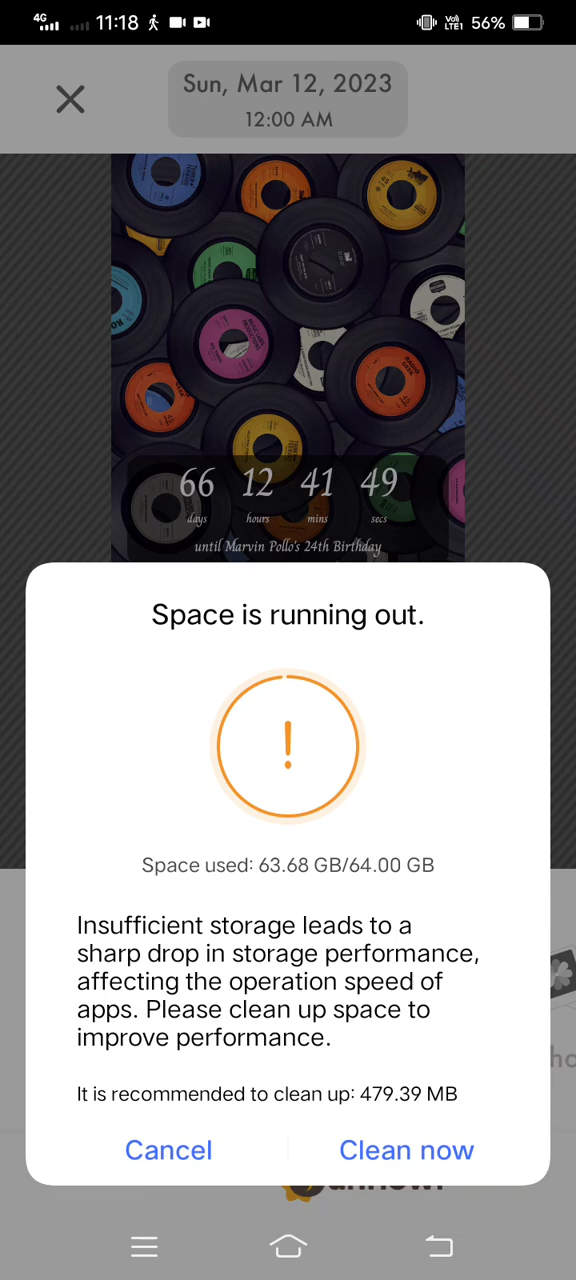 4G 11:18 VoLTE1 56%
Sun, Mar 12, 2023
12:00 AM
66 12 41 49
days hours mins secs
until Marvin Pollo's 24th Birthday
Space is running out.
!
Space used: 63.68 GB/64.00 GB
Insufficient storage leads to a
sharp drop in storage performance,
affecting the operation speed of
apps. Please clean up space to
improve performance.
It is recommended to clean up: 479.39 MB
Cancel Clean now